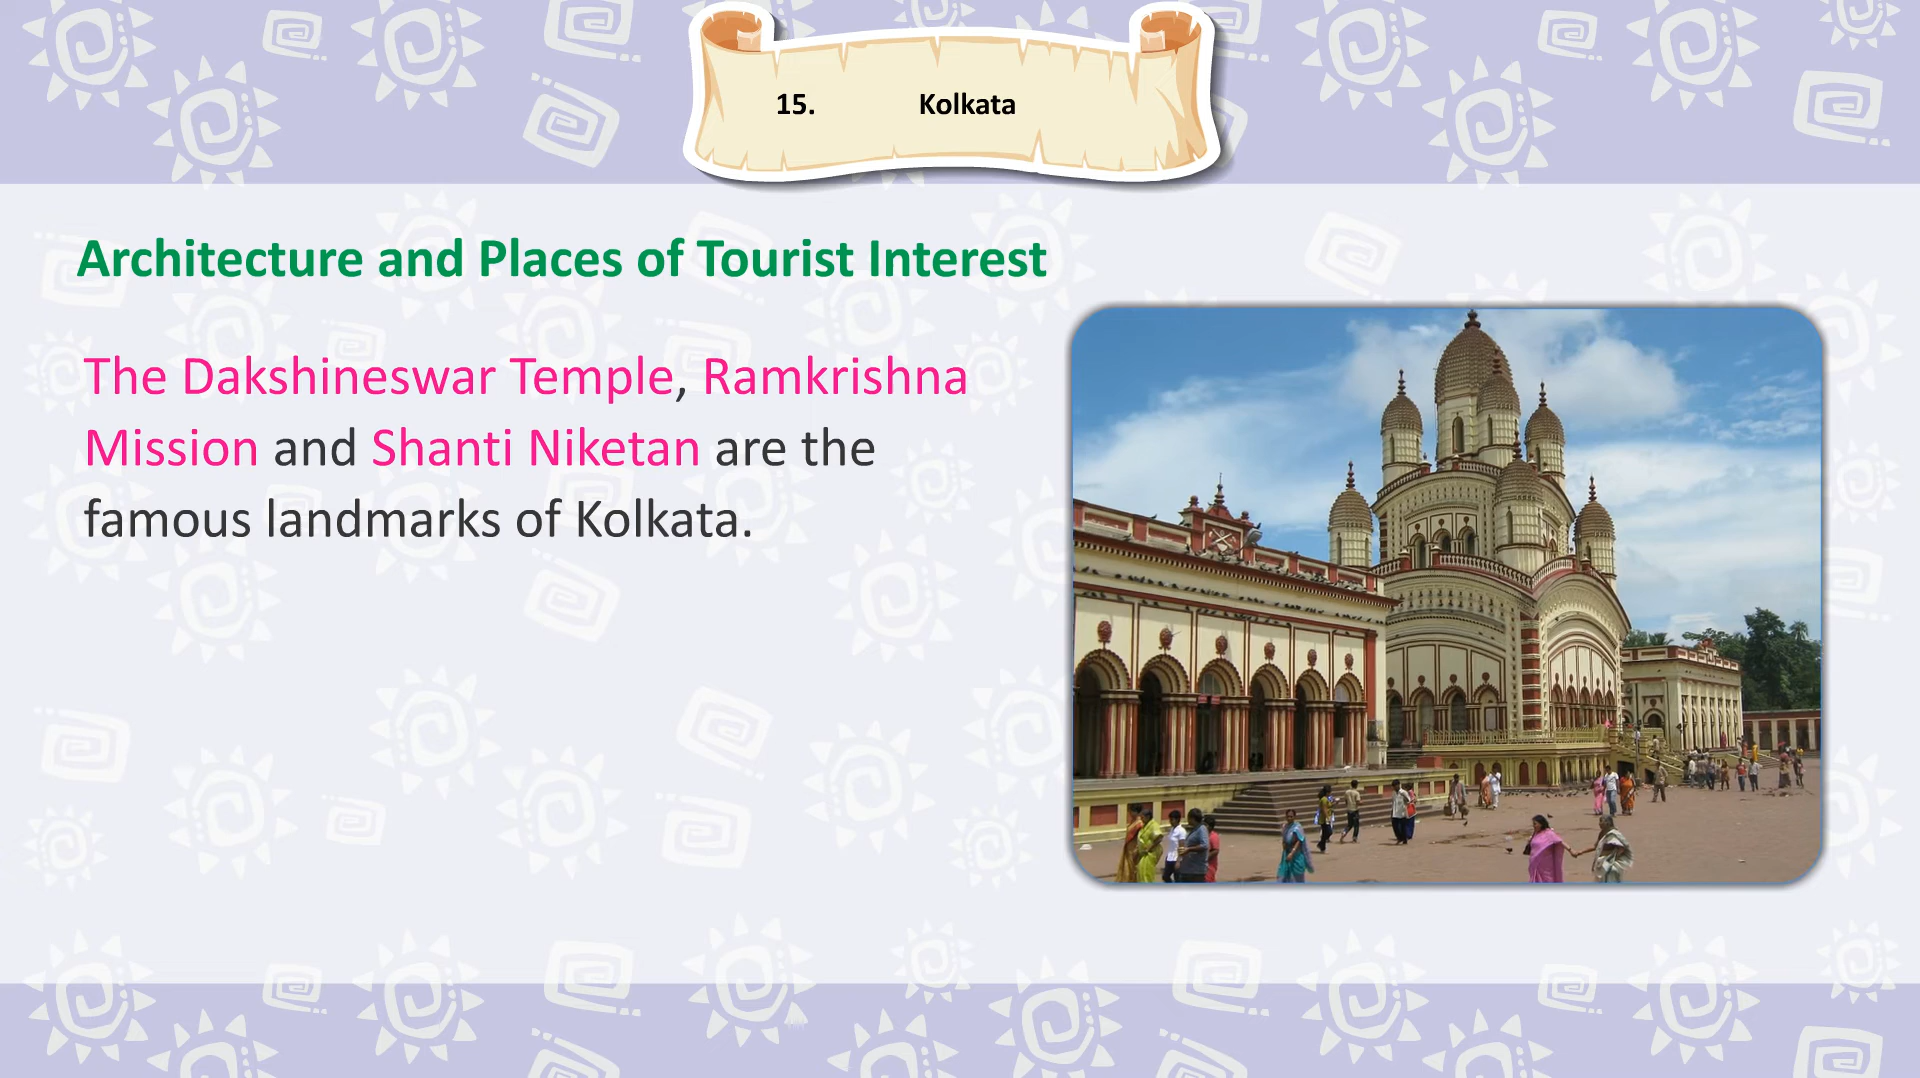 15. Kolkata
Architecture and Places of Tourist Interest
The Dakshineswar Temple, Ramkrishna
Mission and Shanti Niketan are the
famous landmarks of Kolkata.